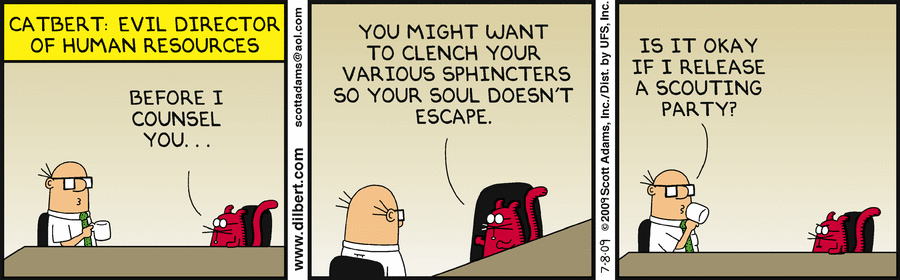 CATBERT: EVIL DIRECTOR
OF HUMAN RESOURCES
BEFORE I
COUNSEL
YOU...
www.dilbert.com scottadams@aol.com
YOU MIGHT WANT
TO CLENCH YOUR
VARIOUS SPHINCTERS
SO YOUR SOUL DOESN'T
ESCAPE.
7-8-09 ©2009 Scott Adams, Inc./Dist. by UFS, Inc.
IS IT OKAY
IF I RELEASE
A SCOUTING
PARTY?